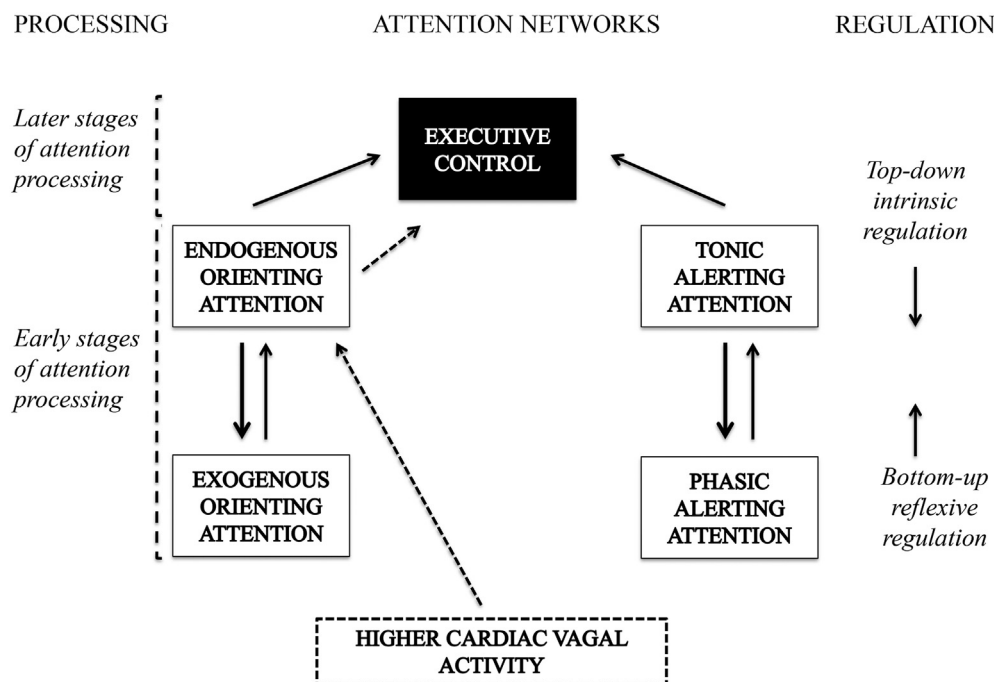 PROCESSING
ATTENTION NETWORKS
REGULATION
Later stages
of attention
processing
EXECUTIVE
CONTROL
Top-down
intrinsic
regulation
ENDOGENOUS
ORIENTING
ATTENTION
TONIC
ALERTING
ATTENTION
Early stages
of attention
processing
EXOGENOUS
ORIENTING
ATTENTION
PHASIC
ALERTING
ATTENTION
Bottom-up
reflexive
regulation
HIGHER CARDIAC VAGAL
ACTIVITY